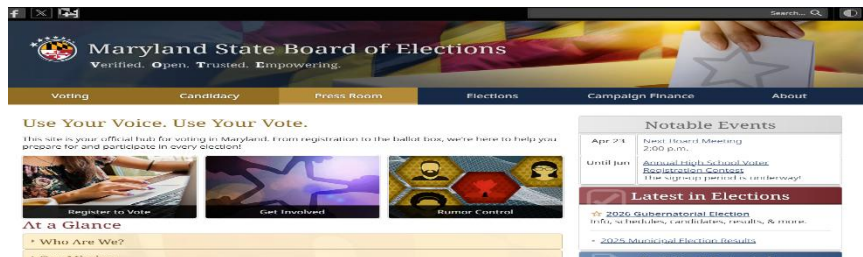 Search...
Maryland State Board of Elections
Verified. Open. Trusted. Empowering.
Voting Candidacy Press Room Elections Campaign Finance About
Use Your Voice. Use Your Vote.
This site is your official hub for voting in Maryland. From registration to the ballot box, we're here to help you
prepare for and participate in every election!
Register to Vote
Get Involved
Rumor Control
At a Glance
Who Are We?
Notable Events
Apr 23 Next Board Meeting
2:00 p.m.
Until Jun Annual High School Voter
Registration Contest
The sign-up period is underway!
Latest in Elections
2026 Gubernatorial Election
Info, schedules, candidates, results, & more.
2025 Municipal Election Results